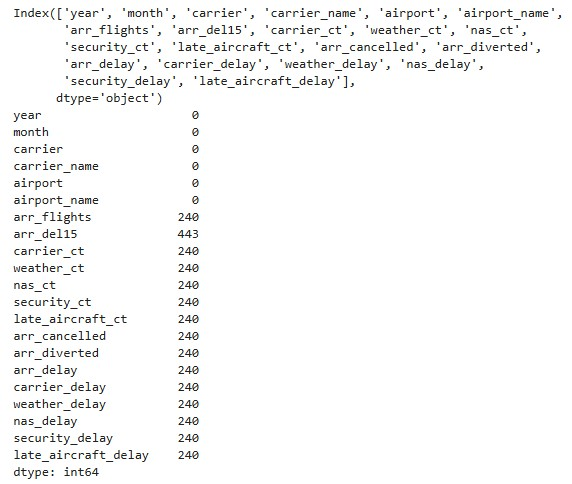 Index(['year', 'month', 'carrier', 'carrier_name', 'airport', 'airport_name',
       'arr_flights', 'arr_del15', 'carrier_ct', 'weather_ct', 'nas_ct',
       'security_ct', 'late_aircraft_ct', 'arr_cancelled', 'arr_diverted',
       'arr_delay', 'carrier_delay', 'weather_delay', 'nas_delay',
       'security_delay', 'late_aircraft_delay'],
      dtype='object')
year                     0
month                    0
carrier                  0
carrier_name             0
airport                  0
airport_name             0
arr_flights            240
arr_del15              443
carrier_ct             240
weather_ct             240
nas_ct                 240
security_ct            240
late_aircraft_ct       240
arr_cancelled          240
arr_diverted           240
arr_delay              240
carrier_delay          240
weather_delay          240
nas_delay              240
security_delay         240
late_aircraft_delay    240
dtype: int64